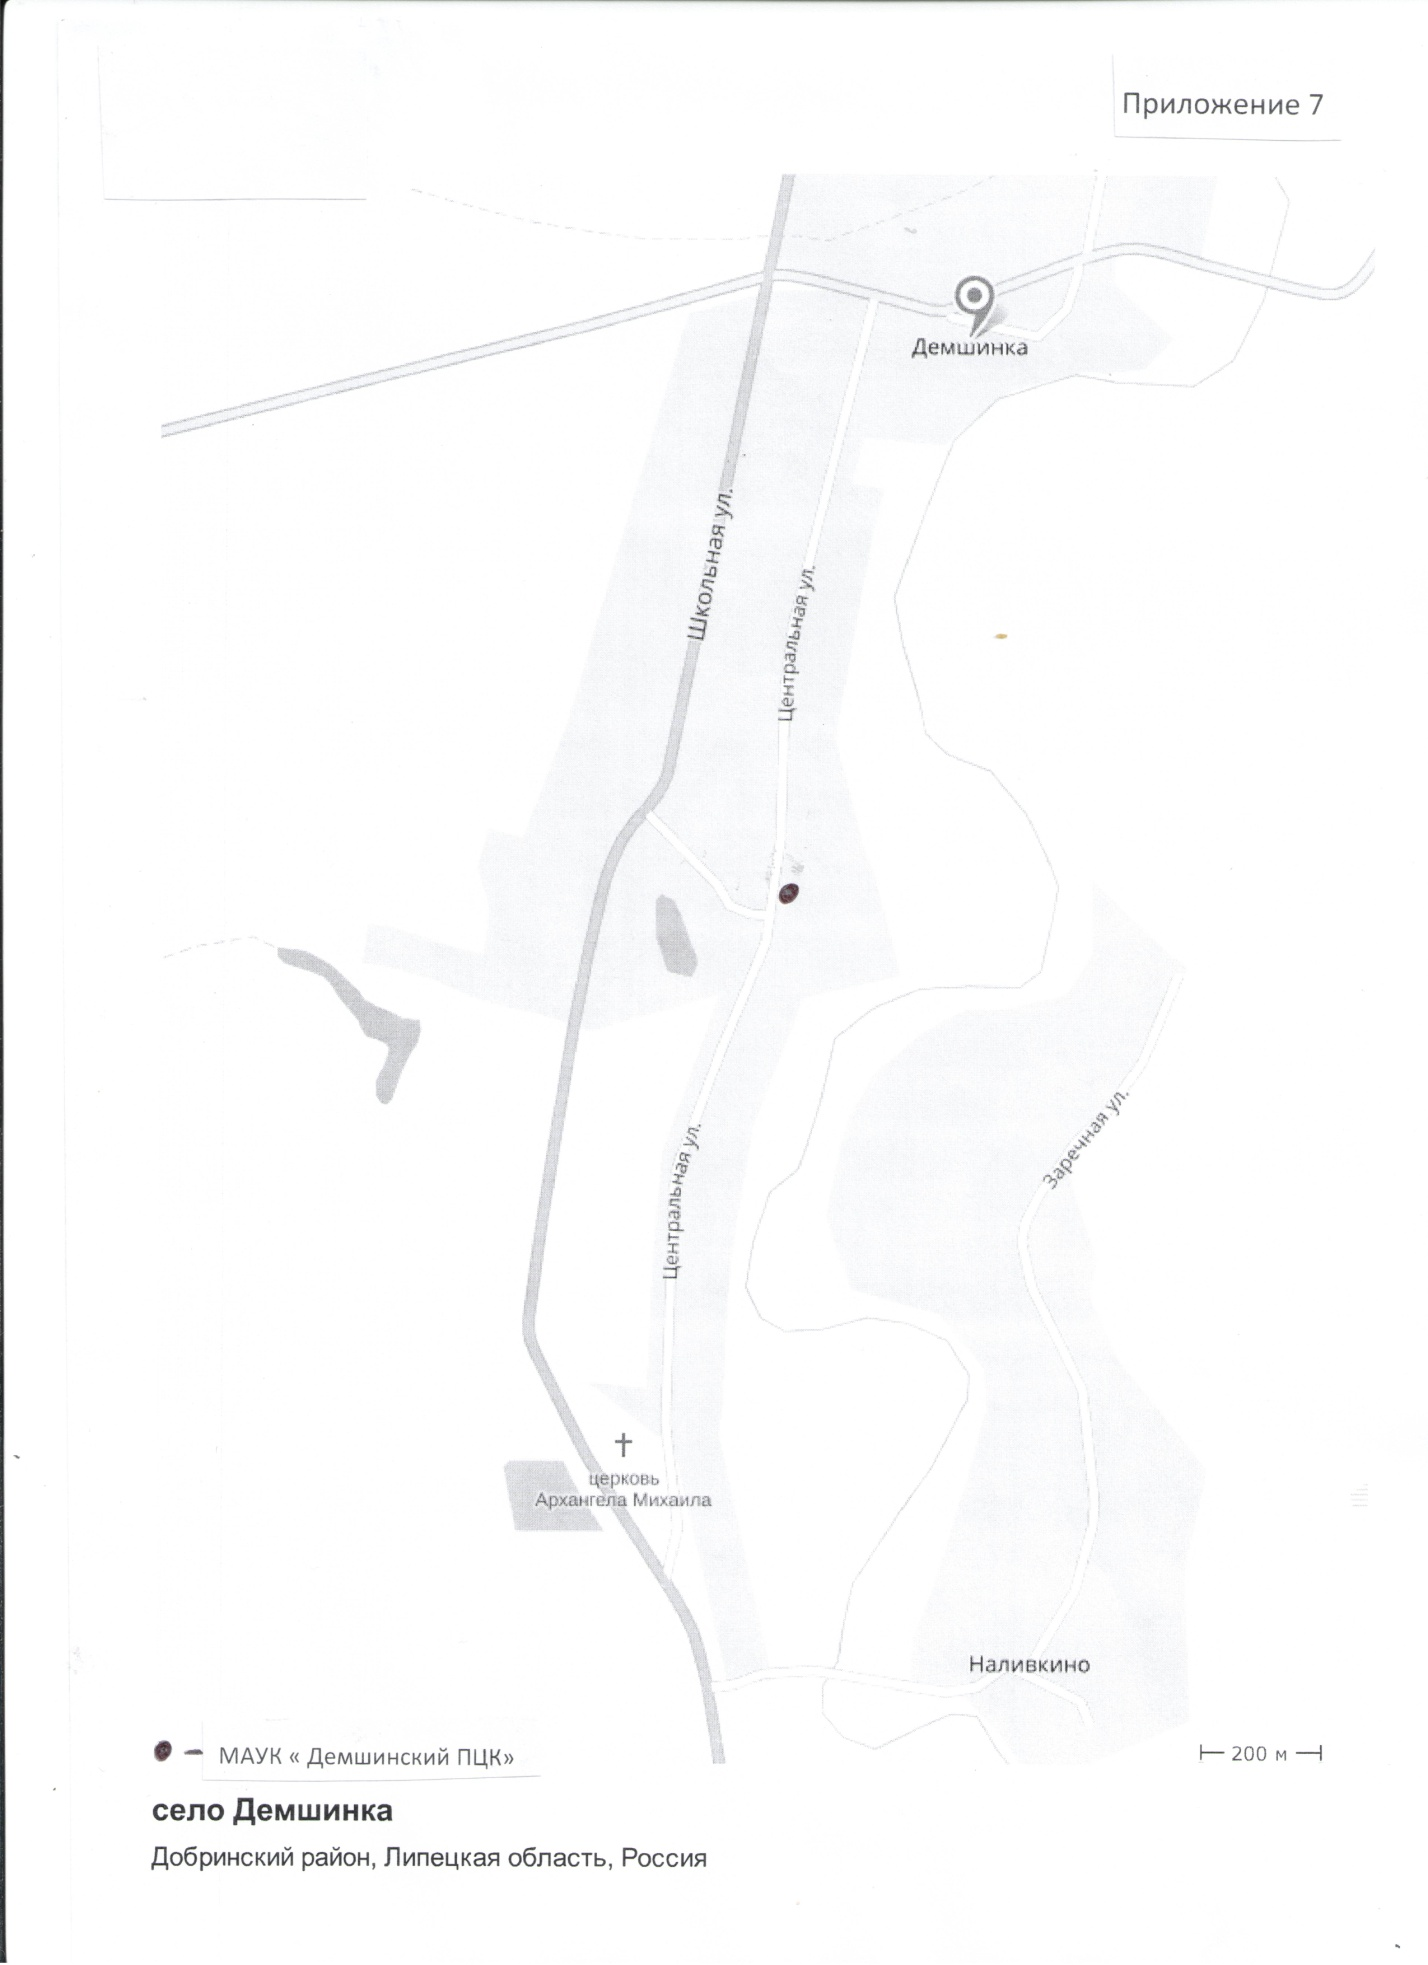 Приложение 7
Демшинка
Школьная ул.
Центральная ул.
Заречная ул.
Центральная ул.
церковь
Архангела Михаила
Наливкино
200 м
– МАУК « Демшинский ПЦК»
село Демшинка
Добринский район, Липецкая область, Россия